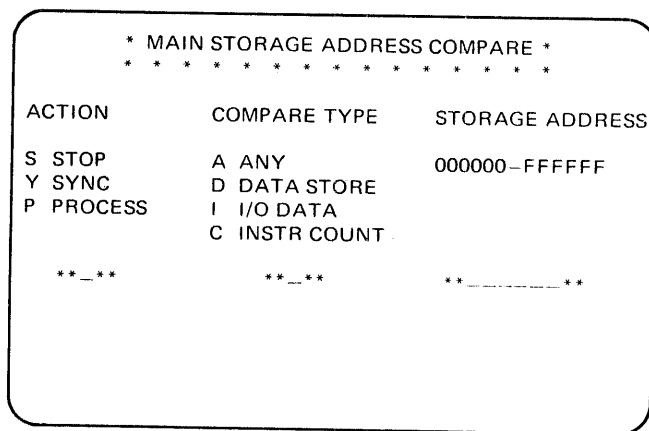 * MAIN STORAGE ADDRESS COMPARE *
* * * * * * * * * * * * * * *
ACTION COMPARE TYPE STORAGE ADDRESS
S STOP A ANY 000000-FFFFFF
Y SYNC D DATA STORE
P PROCESS I I/O DATA
C INSTR COUNT
**_** **_** **______**